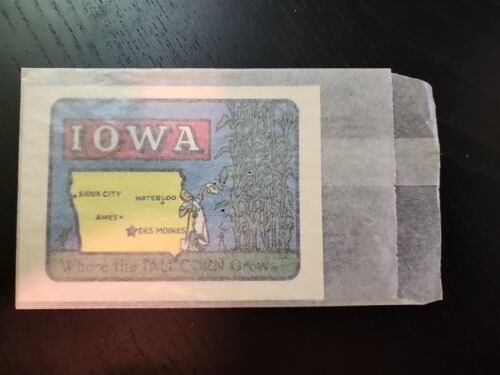 IOWA
SIOUX CITY
WATERLOO
AMES
DES MOINES
Where the TALL CORN Grows